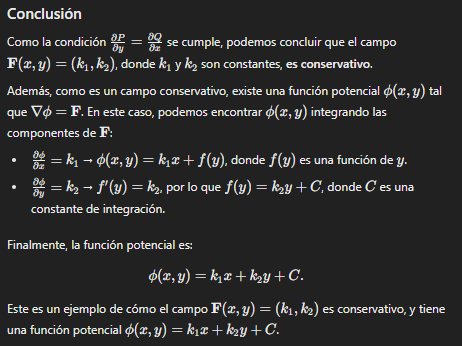 Conclusión
Como la condición ∂P/∂y = ∂Q/∂x se cumple, podemos concluir que el campo
F(x, y) = (k₁, k₂), donde k₁ y k₂ son constantes, es conservativo.
Además, como es un campo conservativo, existe una función potencial ϕ(x, y) tal
que ∇ϕ = F. En este caso, podemos encontrar ϕ(x, y) integrando las
componentes de F:
• ∂ϕ/∂x = k₁ → ϕ(x, y) = k₁x + f(y), donde f(y) es una función de y.
• ∂ϕ/∂y = k₂ → f′(y) = k₂, por lo que f(y) = k₂y + C, donde C es una
constante de integración.
Finalmente, la función potencial es:
ϕ(x, y) = k₁x + k₂y + C.
Este es un ejemplo de cómo el campo F(x, y) = (k₁, k₂) es conservativo, y tiene
una función potencial ϕ(x, y) = k₁x + k₂y + C.